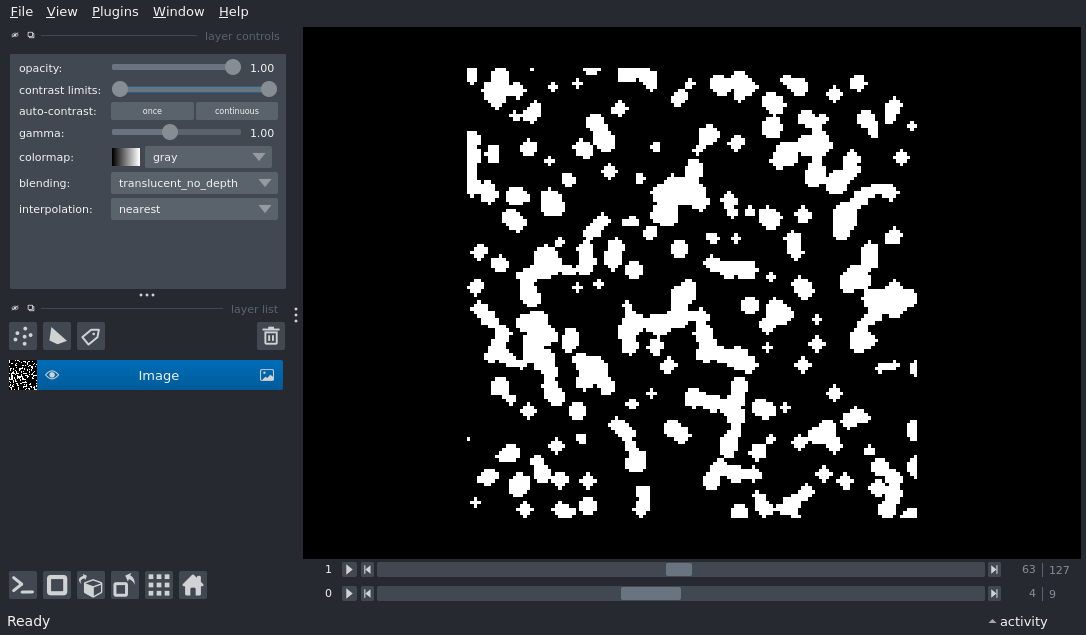 File View Plugins Window Help
layer controls
opacity: 1.00
contrast limits:
auto-contrast: once continuous
gamma: 1.00
colormap: gray
blending: translucent_no_depth
interpolation: nearest
layer list
Image
1 63 127
0 4 9
Ready activity